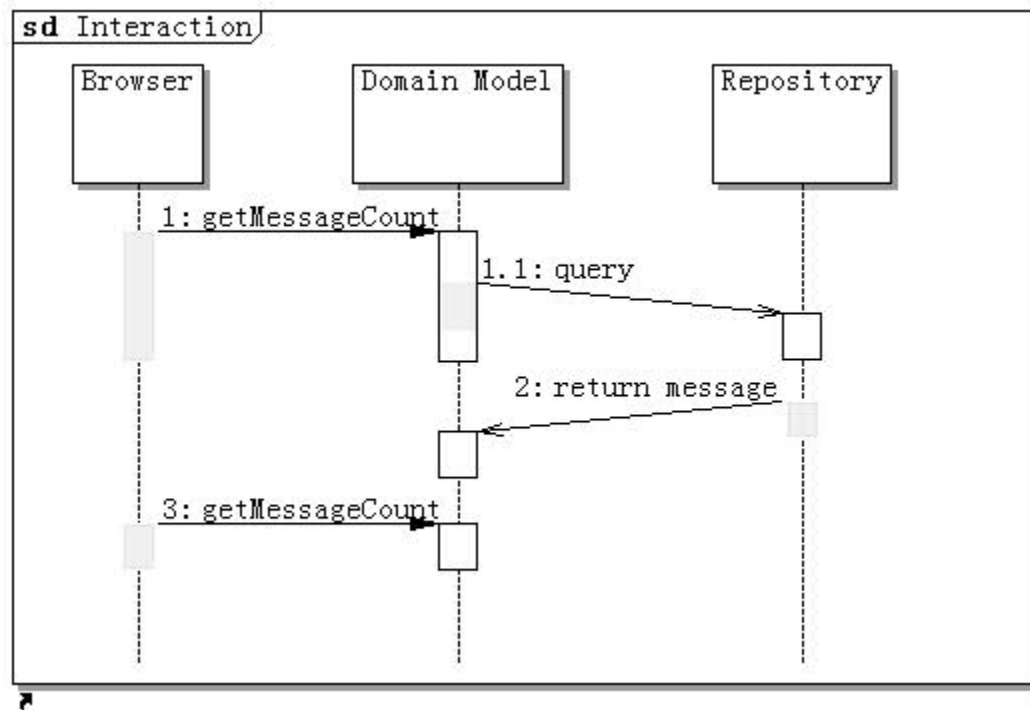 sd Interaction
Browser
Domain Model
Repository
1: getMessageCount
1.1: query
2: return message
3: getMessageCount